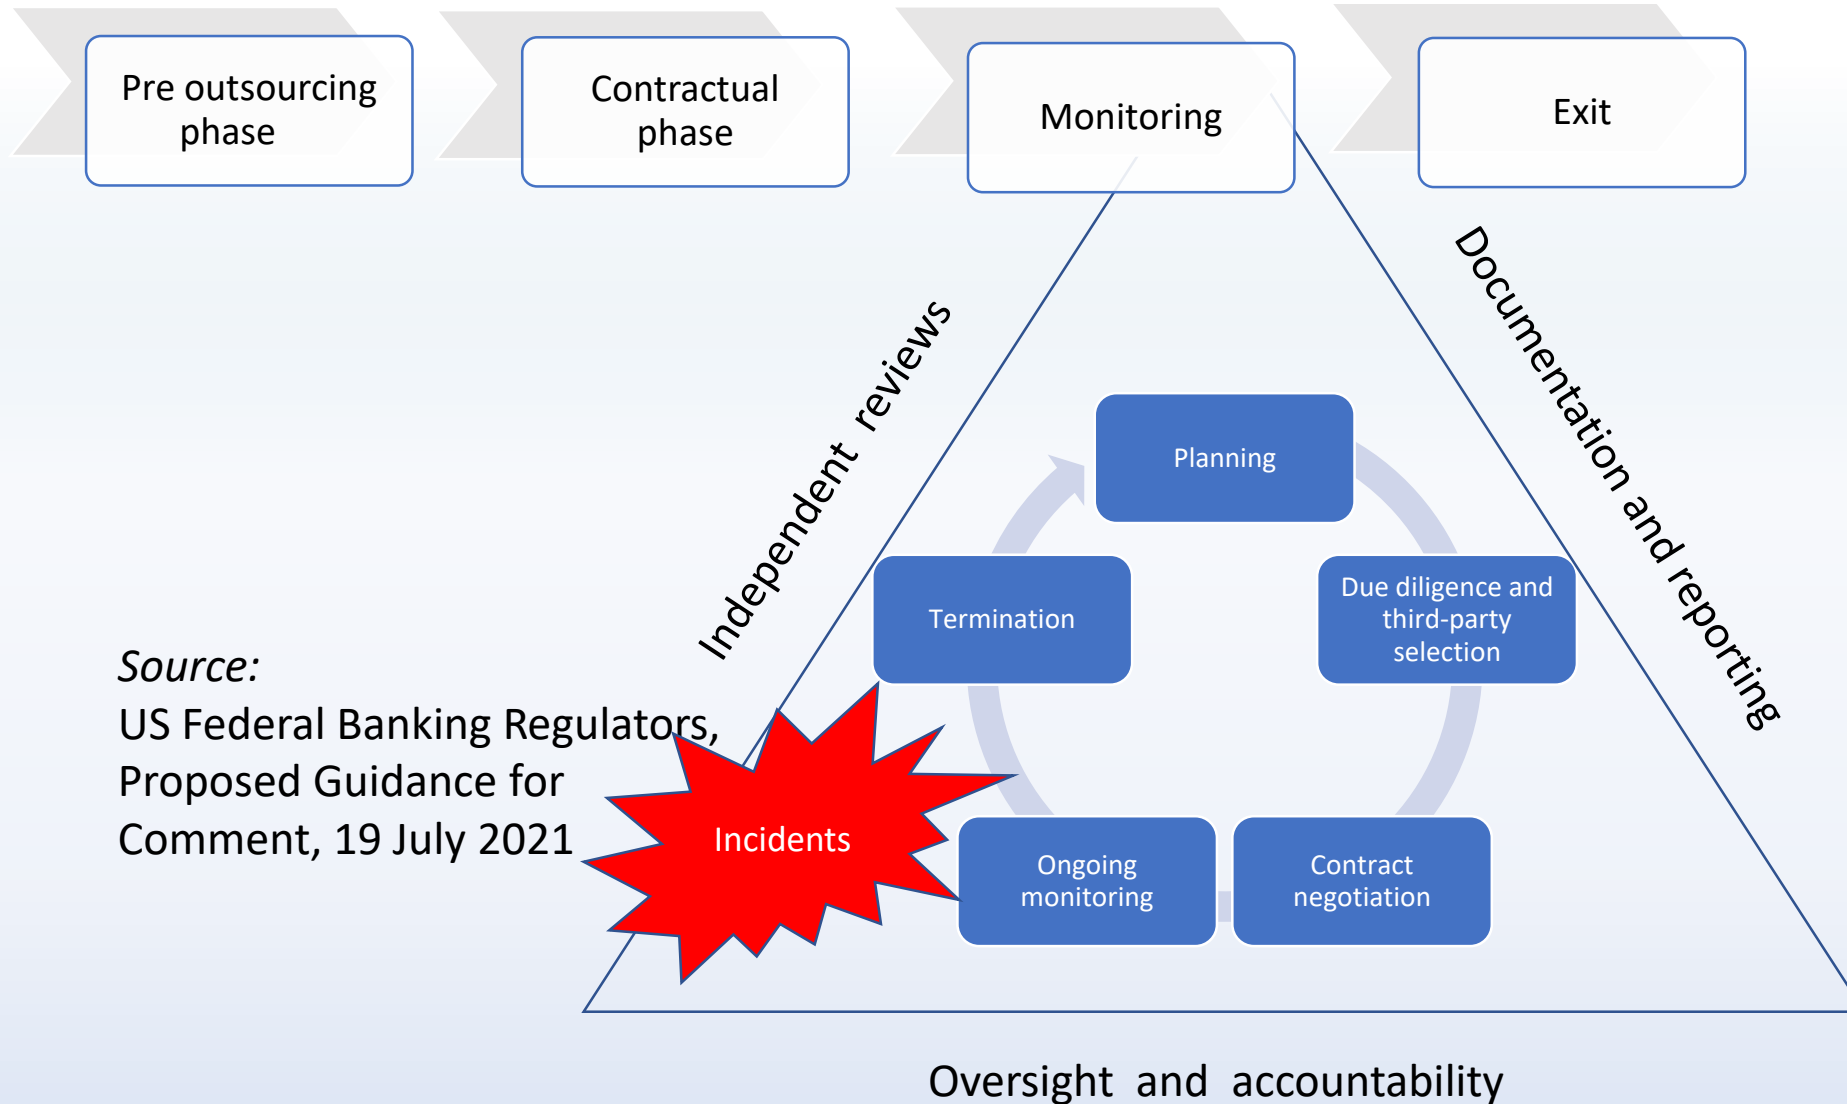 Pre outsourcing
phase
Contractual
phase
Monitoring
Exit
Independent reviews
Documentation and reporting
Planning
Due diligence and
third-party
selection
Termination
Source:
US Federal Banking Regulators,
Proposed Guidance for
Comment, 19 July 2021
Incidents
Ongoing
monitoring
Contract
negotiation
Oversight and accountability